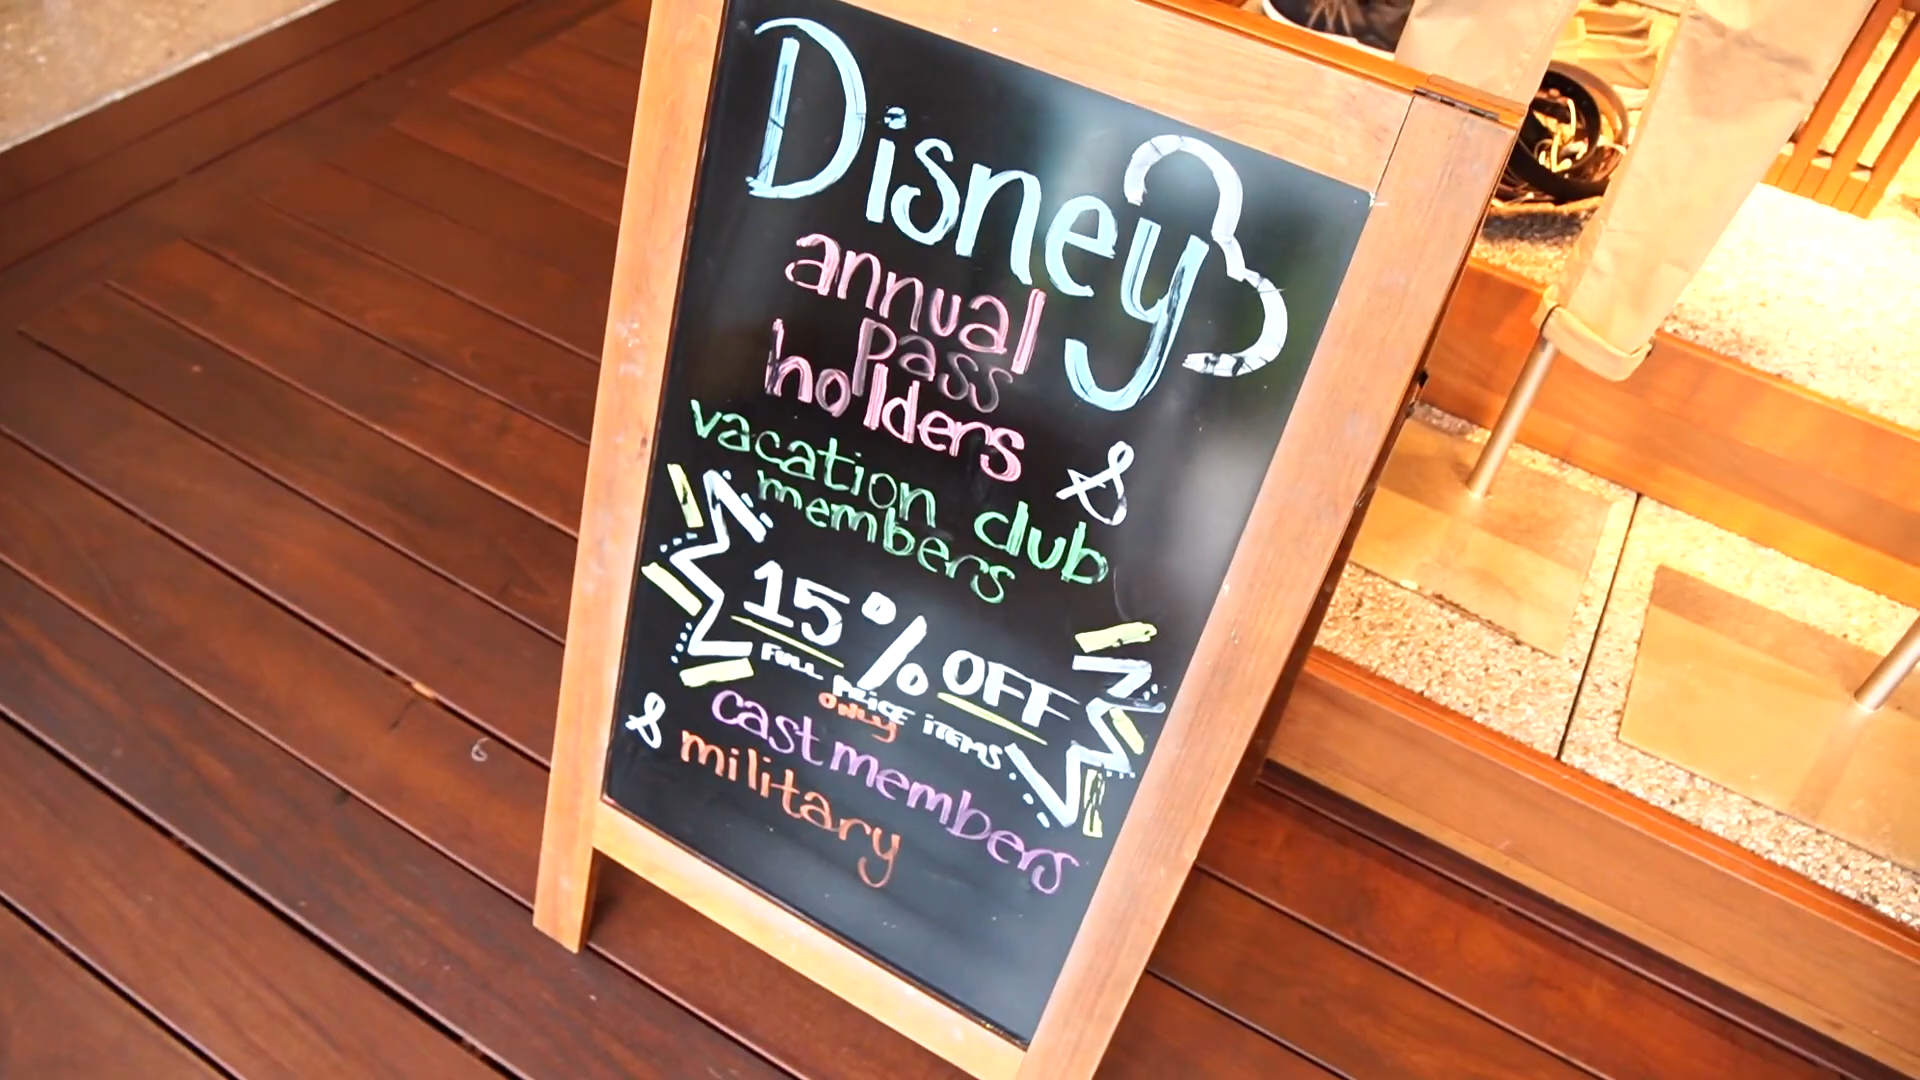 Disney
annual
Pass
holders &
vacation club
members
15% OFF
FULL PRICE ITEMS
ONLY
cast members
& military